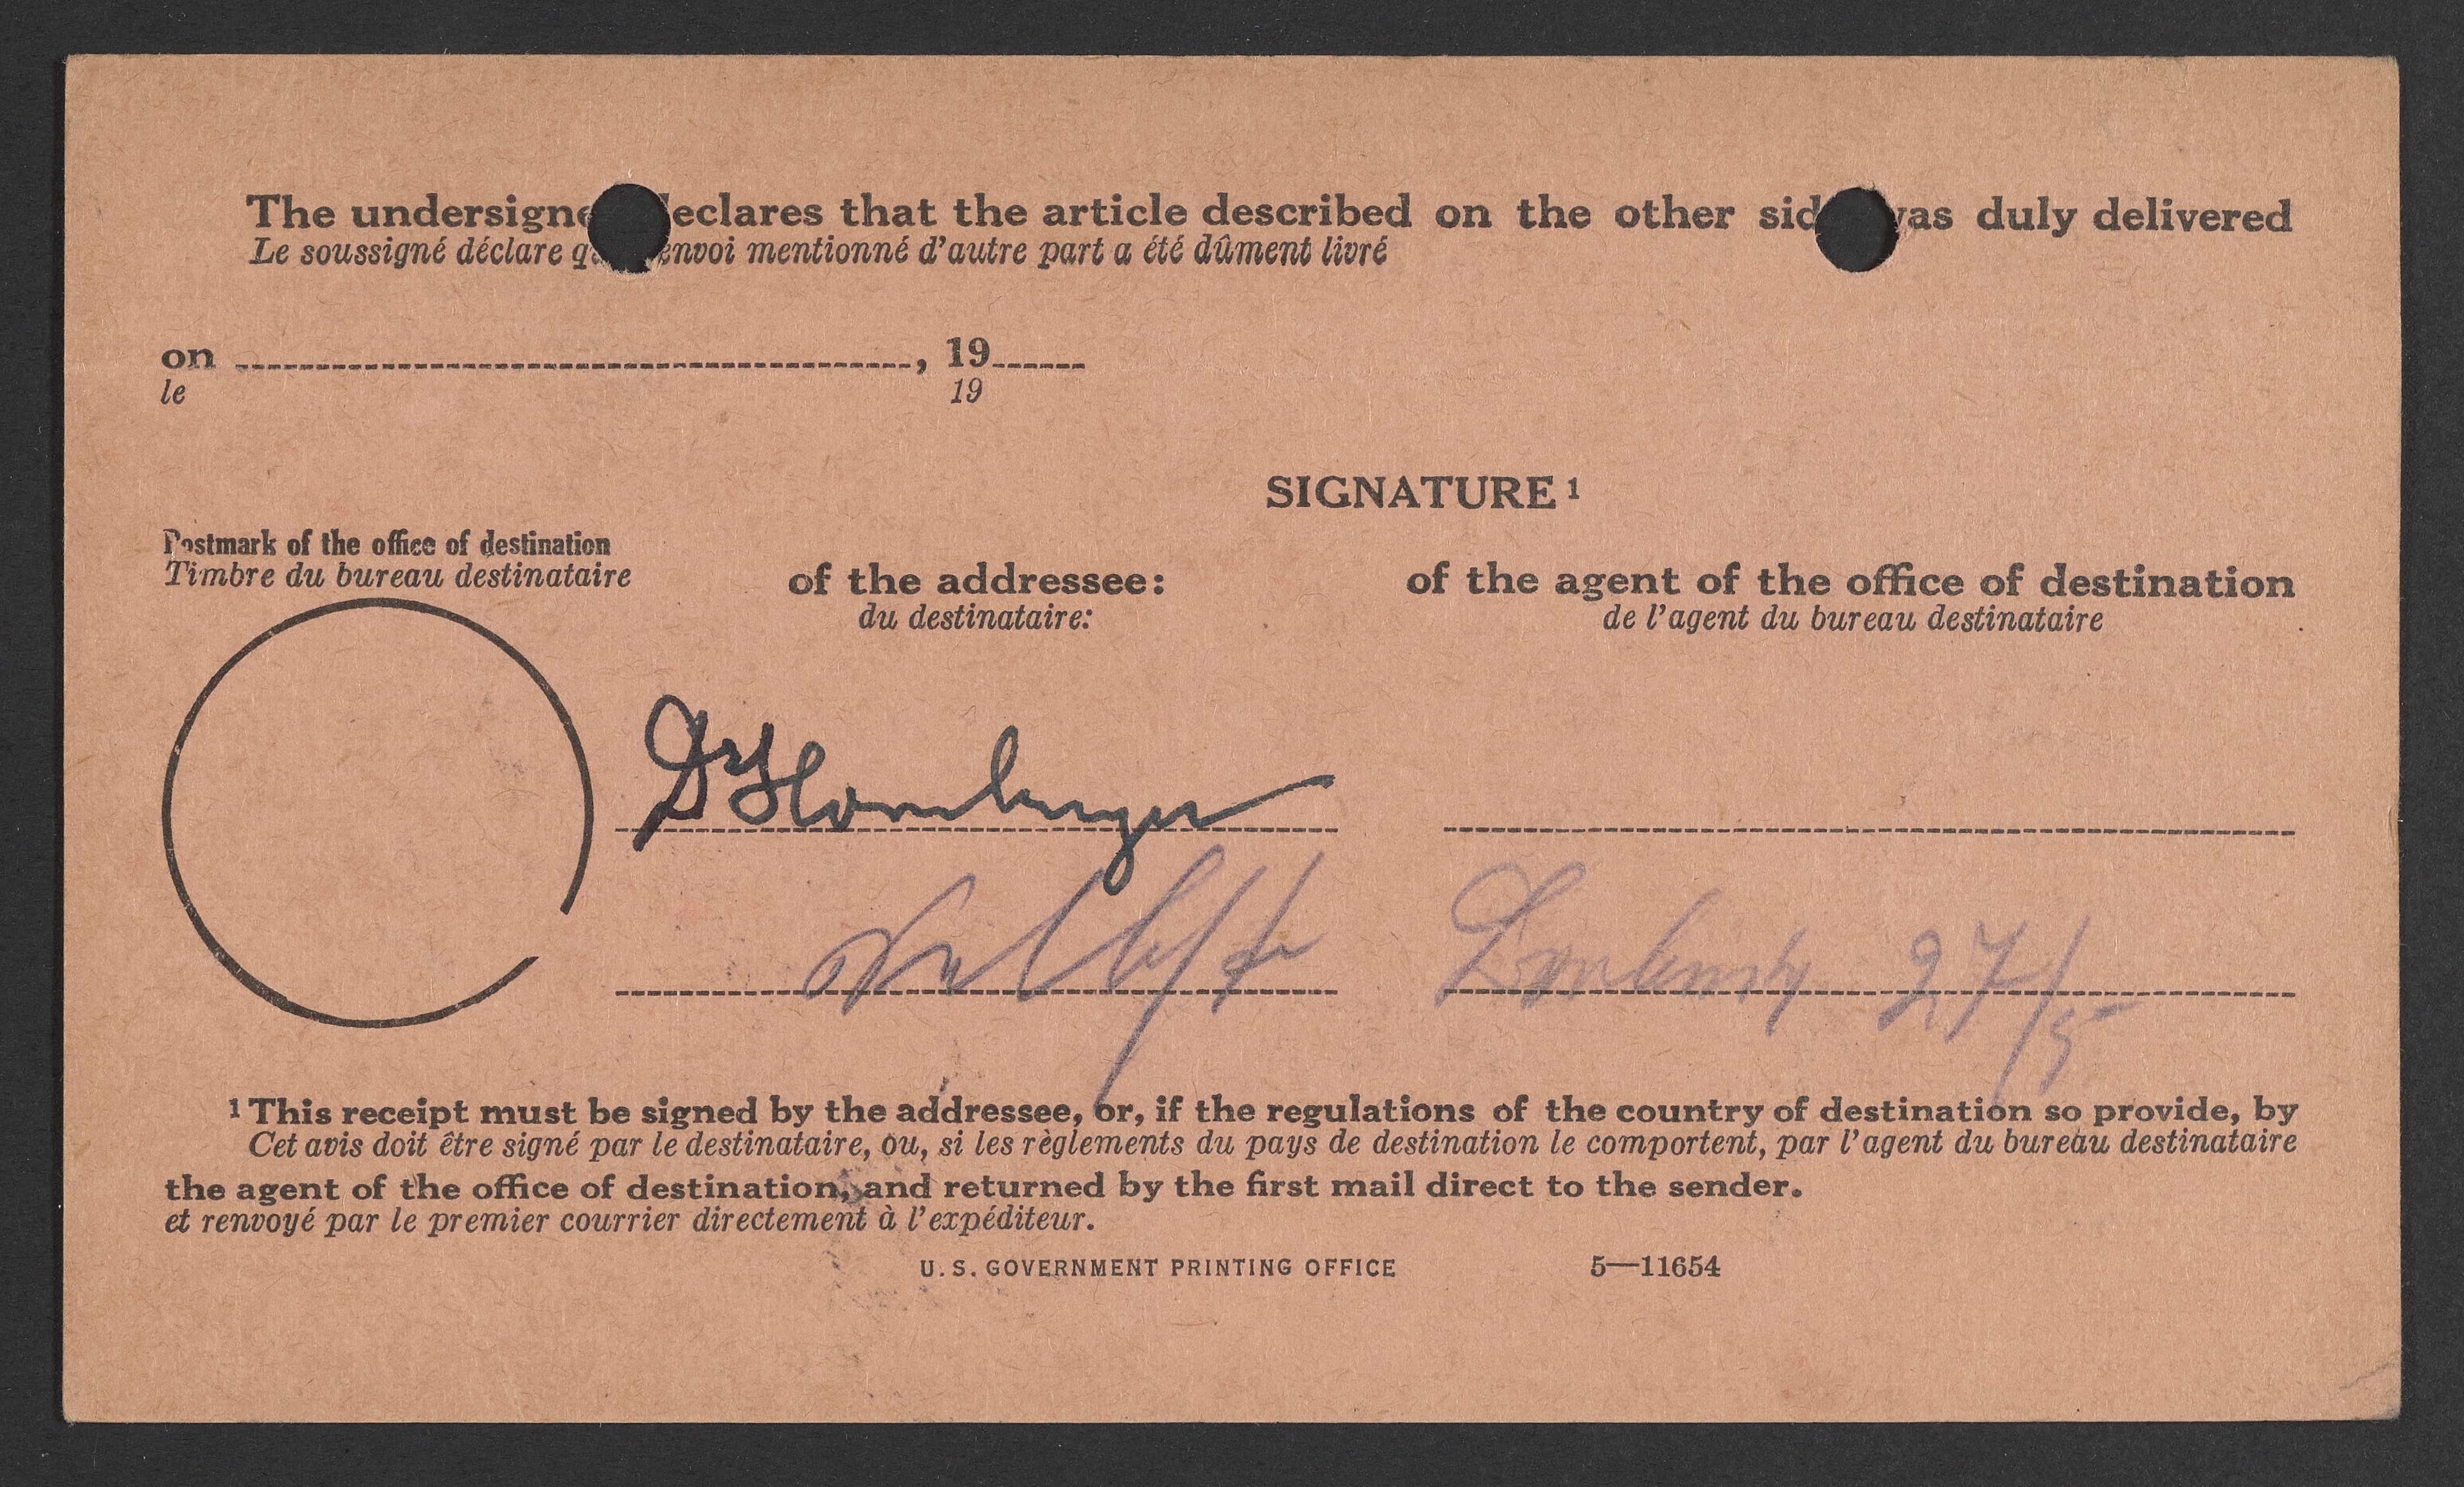 The undersigne eclares that the article described on the other sid was duly delivered
Le soussigné déclare q envoi mentionné d'autre part a été dûment livré
on , 19
le 19
SIGNATURE ¹
Postmark of the office of destination
Timbre du bureau destinataire
of the addressee:
du destinataire:
of the agent of the office of destination
de l'agent du bureau destinataire
Dr Homburger
selbst
27/5
¹ This receipt must be signed by the addressee, or, if the regulations of the country of destination so provide, by
Cet avis doit être signé par le destinataire, ou, si les règlements du pays de destination le comportent, par l'agent du bureau destinataire
the agent of the office of destination, and returned by the first mail direct to the sender.
et renvoyé par le premier courrier directement à l'expéditeur.
U. S. GOVERNMENT PRINTING OFFICE 5—11654